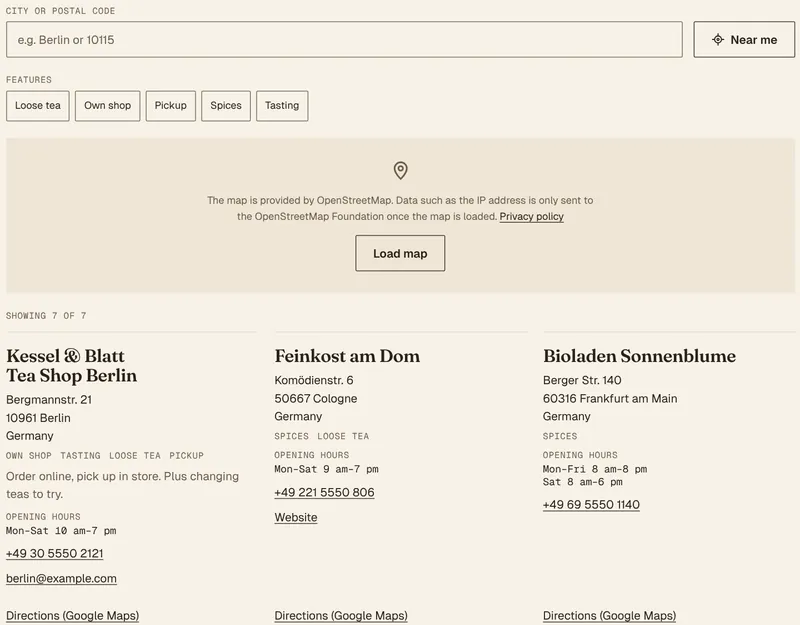 CITY OR POSTAL CODE
e.g. Berlin or 10115
Near me
FEATURES
Loose tea
Own shop
Pickup
Spices
Tasting
The map is provided by OpenStreetMap. Data such as the IP address is only sent to
the OpenStreetMap Foundation once the map is loaded. Privacy policy
Load map
SHOWING 7 OF 7
Kessel & Blatt
Tea Shop Berlin
Bergmannstr. 21
10961 Berlin
Germany
OWN SHOP TASTING LOOSE TEA PICKUP
Order online, pick up in store. Plus changing
teas to try.
OPENING HOURS
Mon–Sat 10 am–7 pm
+49 30 5550 2121
berlin@example.com
Directions (Google Maps)
Feinkost am Dom
Komödienstr. 6
50667 Cologne
Germany
SPICES LOOSE TEA
OPENING HOURS
Mon–Sat 9 am–7 pm
+49 221 5550 806
Website
Directions (Google Maps)
Bioladen Sonnenblume
Berger Str. 140
60316 Frankfurt am Main
Germany
SPICES
OPENING HOURS
Mon–Fri 8 am–8 pm
Sat 8 am–6 pm
+49 69 5550 1140
Directions (Google Maps)